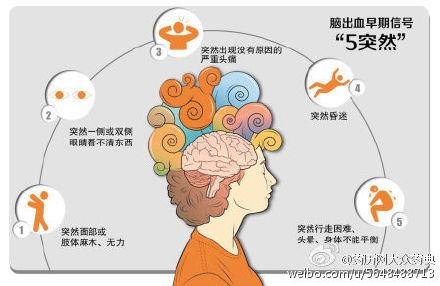 脑出血早期信号
“5突然”
3
突然出现没有原因的
严重头痛
2
突然一侧或双侧
眼睛看不清东西
4
突然昏迷
1
突然面部或
肢体麻木、无力
5
突然行走困难、
头晕、身体不能平衡
@药历网大众药典
weibo.com/u/5648488713